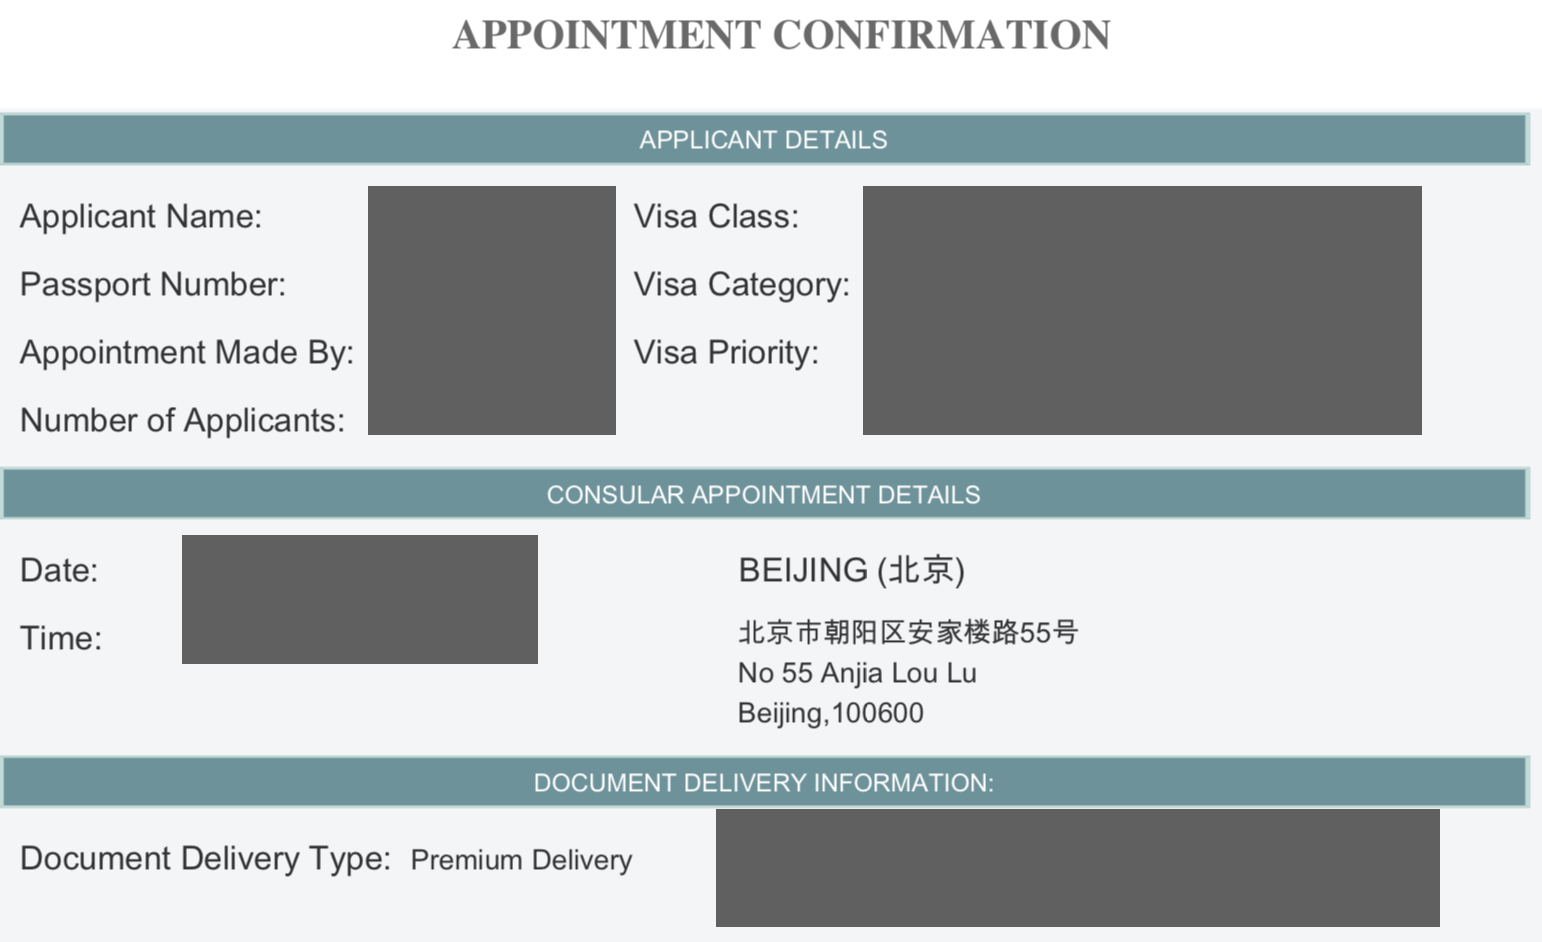 APPOINTMENT CONFIRMATION
APPLICANT DETAILS
Applicant Name:
Visa Class:
Passport Number:
Visa Category:
Appointment Made By:
Visa Priority:
Number of Applicants:
CONSULAR APPOINTMENT DETAILS
Date:
BEIJING (北京)
Time:
北京市朝阳区安家楼路55号
No 55 Anjia Lou Lu
Beijing,100600
DOCUMENT DELIVERY INFORMATION:
Document Delivery Type: Premium Delivery